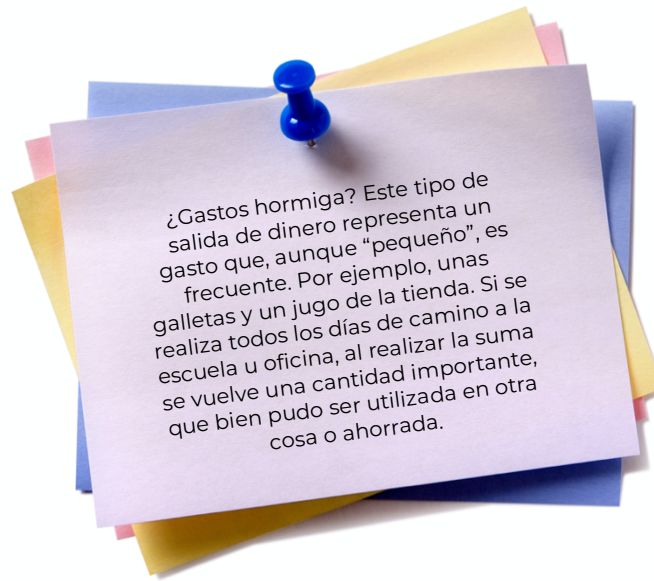 ¿Gastos hormiga? Este tipo de
salida de dinero representa un
gasto que, aunque “pequeño”, es
frecuente. Por ejemplo, unas
galletas y un jugo de la tienda. Si se
realiza todos los días de camino a la
escuela u oficina, al realizar la suma
se vuelve una cantidad importante,
que bien pudo ser utilizada en otra
cosa o ahorrada.